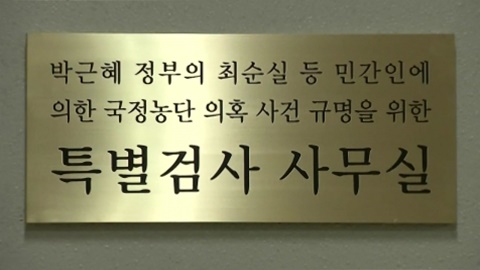 박근혜 정부의 최순실 등 민간인에
의한 국정농단 의혹 사건 규명을 위한
특별검사 사무실